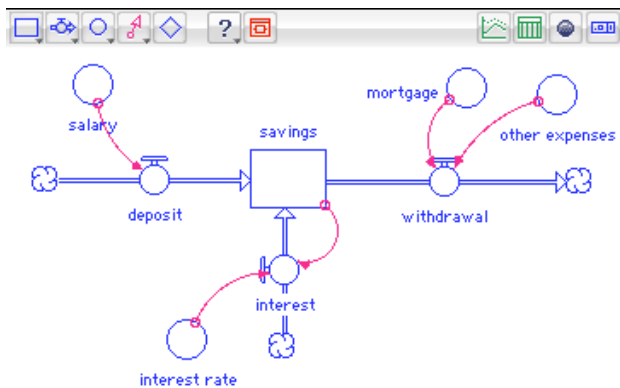 ?
mortgage
salary
savings
other expenses
deposit
withdrawal
interest
interest rate